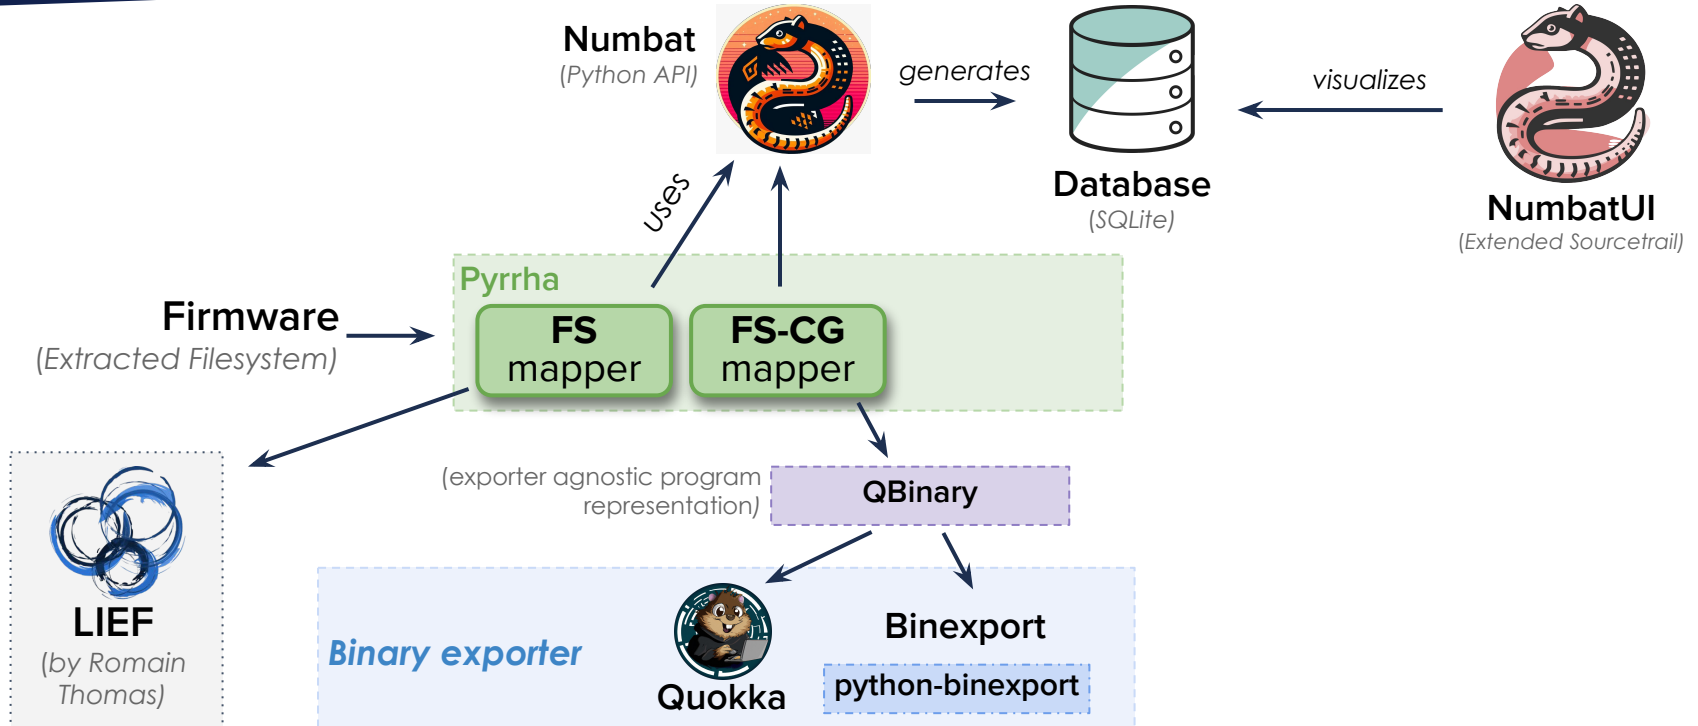 Numbat
(Python API)
generates
visualizes
Database
(SQLite)
NumbatUI
(Extended Sourcetrail)
uses
Pyrrha
Firmware
(Extracted Filesystem)
FS
mapper
FS-CG
mapper
(exporter agnostic program
representation)
QBinary
LIEF
(by Romain
Thomas)
Binary exporter
Quokka
Binexport
python-binexport